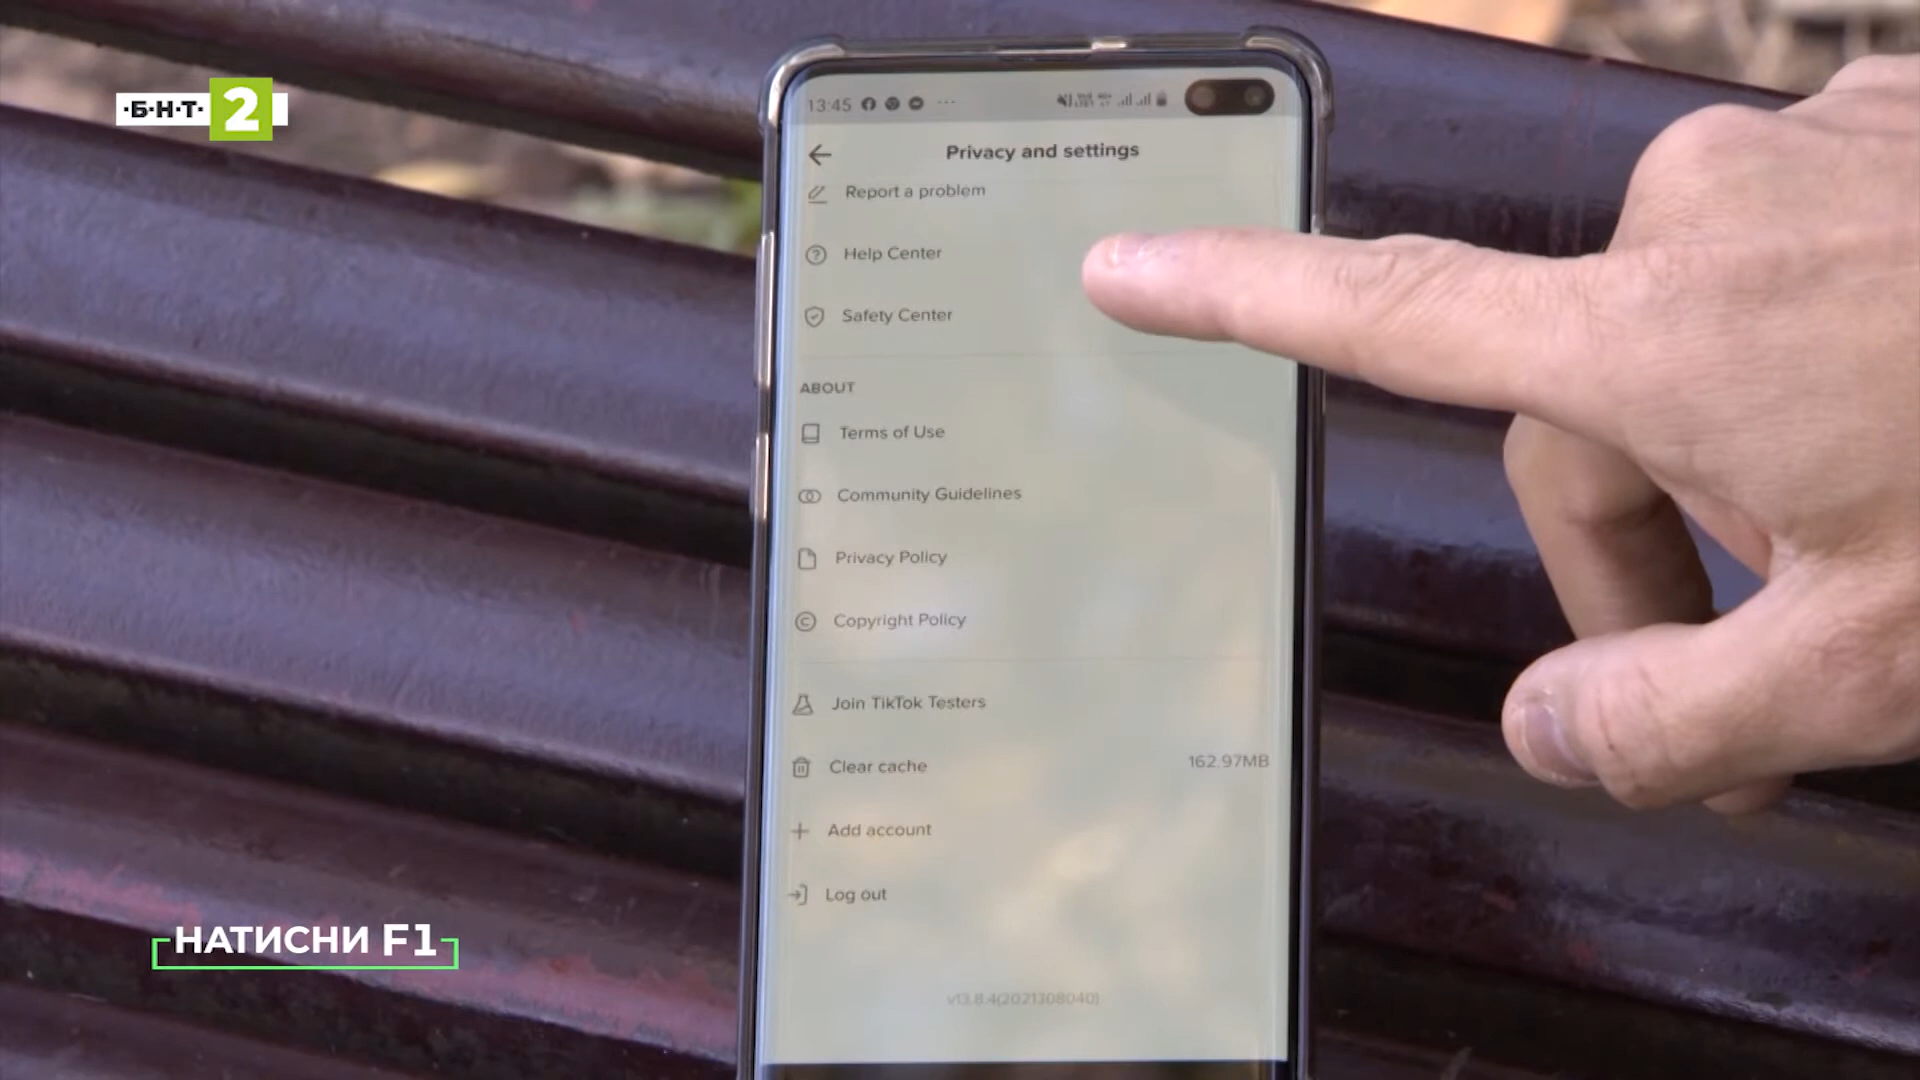 ·Б·Н·Т· 2
13:45
Privacy and settings
Report a problem
Help Center
Safety Center
ABOUT
Terms of Use
Community Guidelines
Privacy Policy
Copyright Policy
Join TikTok Testers
Clear cache 162.97MB
Add account
Log out
v13.8.4(2021308040)
НАТИСНИ F1